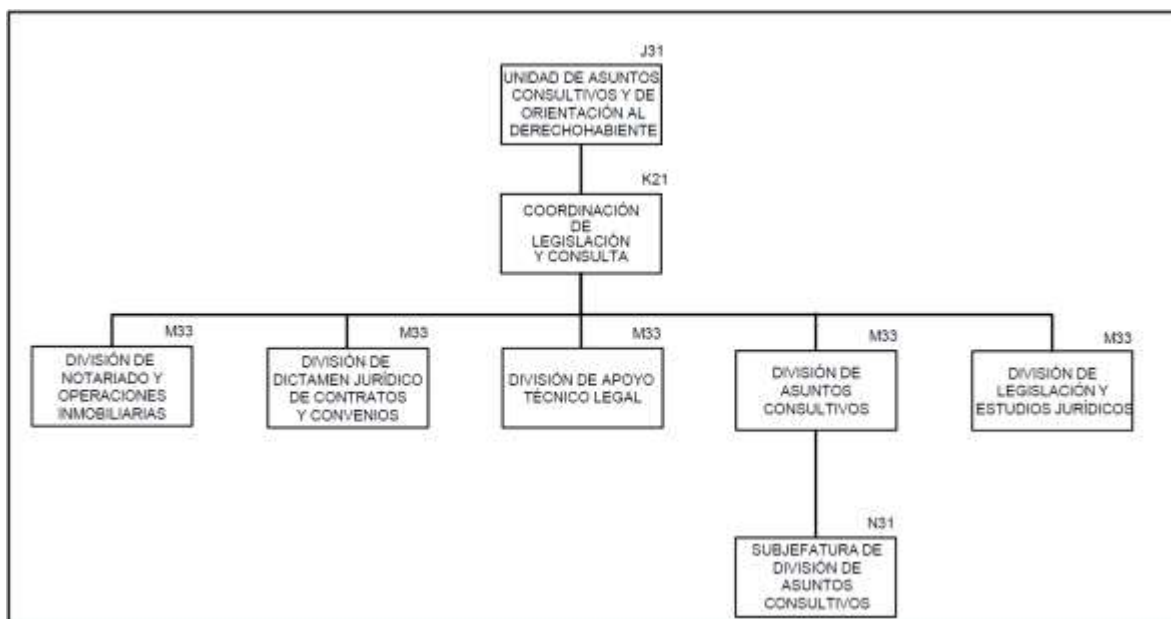 J31
UNIDAD DE ASUNTOS
CONSULTIVOS Y DE
ORIENTACIÓN AL
DERECHOHABIENTE
K21
COORDINACIÓN
DE
LEGISLACIÓN
Y CONSULTA
M33
DIVISIÓN DE
NOTARIADO Y
OPERACIONES
INMOBILIARIAS
M33
DIVISIÓN DE
DICTAMEN JURÍDICO
DE CONTRATOS
Y CONVENIOS
M33
DIVISIÓN DE APOYO
TÉCNICO LEGAL
M33
DIVISIÓN DE
ASUNTOS
CONSULTIVOS
M33
DIVISIÓN DE
LEGISLACIÓN Y
ESTUDIOS JURÍDICOS
N31
SUBJEFATURA DE
DIVISIÓN DE
ASUNTOS
CONSULTIVOS